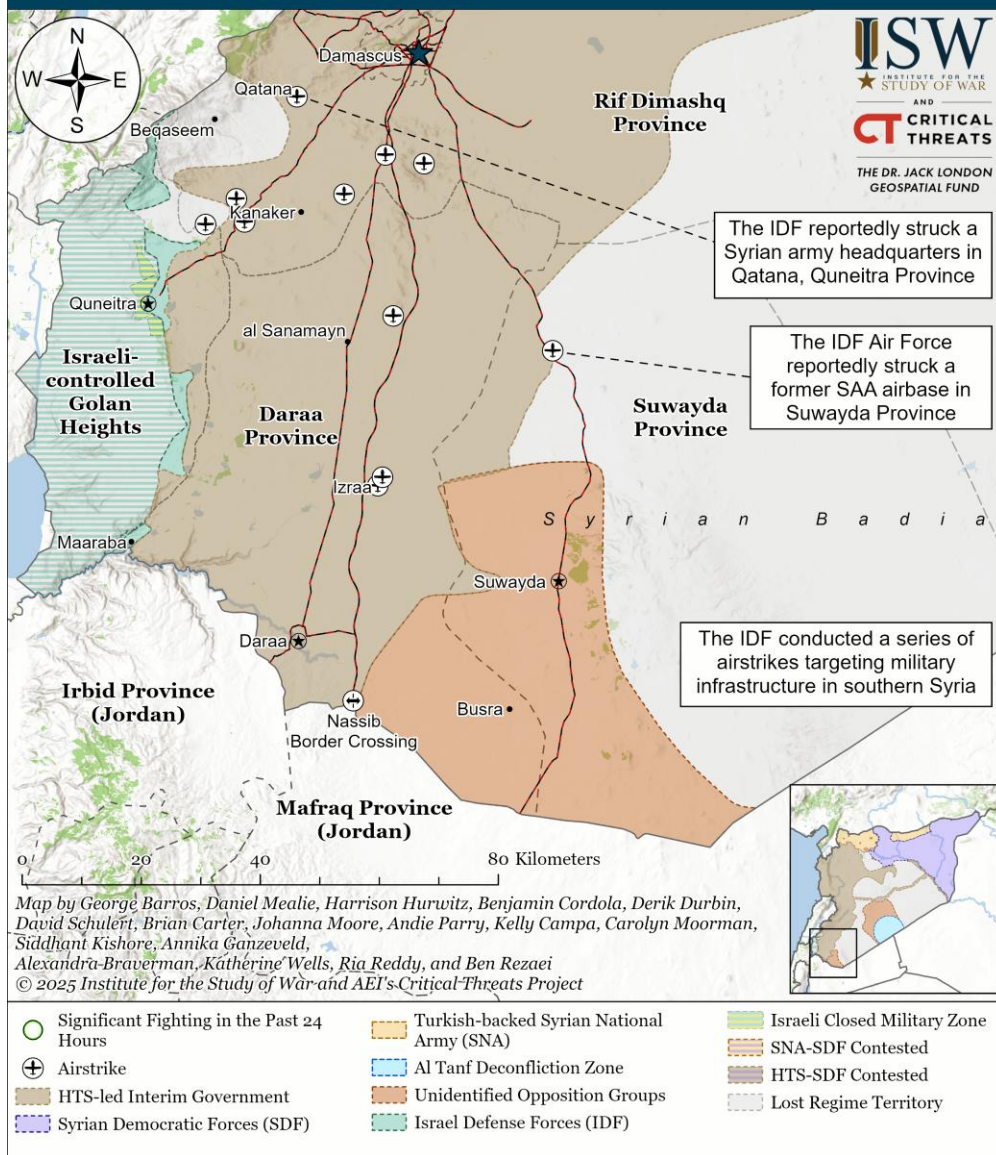 N
W
E
S
ISW
INSTITUTE FOR THE
STUDY OF WAR
AND
CT CRITICAL
THREATS
THE DR. JACK LONDON
GEOSPATIAL FUND
Damascus
Qatana
Beqaseem
Rif Dimashq
Province
Kanaker
The IDF reportedly struck a
Syrian army headquarters in
Qatana, Quneitra Province
Quneitra
al Sanamayn
The IDF Air Force
reportedly struck a
former SAA airbase in
Suwayda Province
Israeli-
controlled
Golan
Heights
Daraa
Province
Suwayda
Province
Izraa
Syrian Badia
Maaraba
Suwayda
Daraa
The IDF conducted a series of
airstrikes targeting military
infrastructure in southern Syria
Irbid Province
(Jordan)
Busra
Nassib
Border Crossing
Mafraq Province
(Jordan)
0 20 40 80 Kilometers
Map by George Barros, Daniel Mealie, Harrison Hurwitz, Benjamin Cordola, Derik Durbin,
David Schulert, Brian Carter, Johanna Moore, Andie Parry, Kelly Campa, Carolyn Moorman,
Siddhant Kishore, Annika Ganzeveld,
Alexandra Braverman, Katherine Wells, Ria Reddy, and Ben Rezaei
© 2025 Institute for the Study of War and AEI's Critical Threats Project
Significant Fighting in the Past 24
Hours
Airstrike
HTS-led Interim Government
Syrian Democratic Forces (SDF)
Turkish-backed Syrian National
Army (SNA)
Al Tanf Deconfliction Zone
Unidentified Opposition Groups
Israel Defense Forces (IDF)
Israeli Closed Military Zone
SNA-SDF Contested
HTS-SDF Contested
Lost Regime Territory